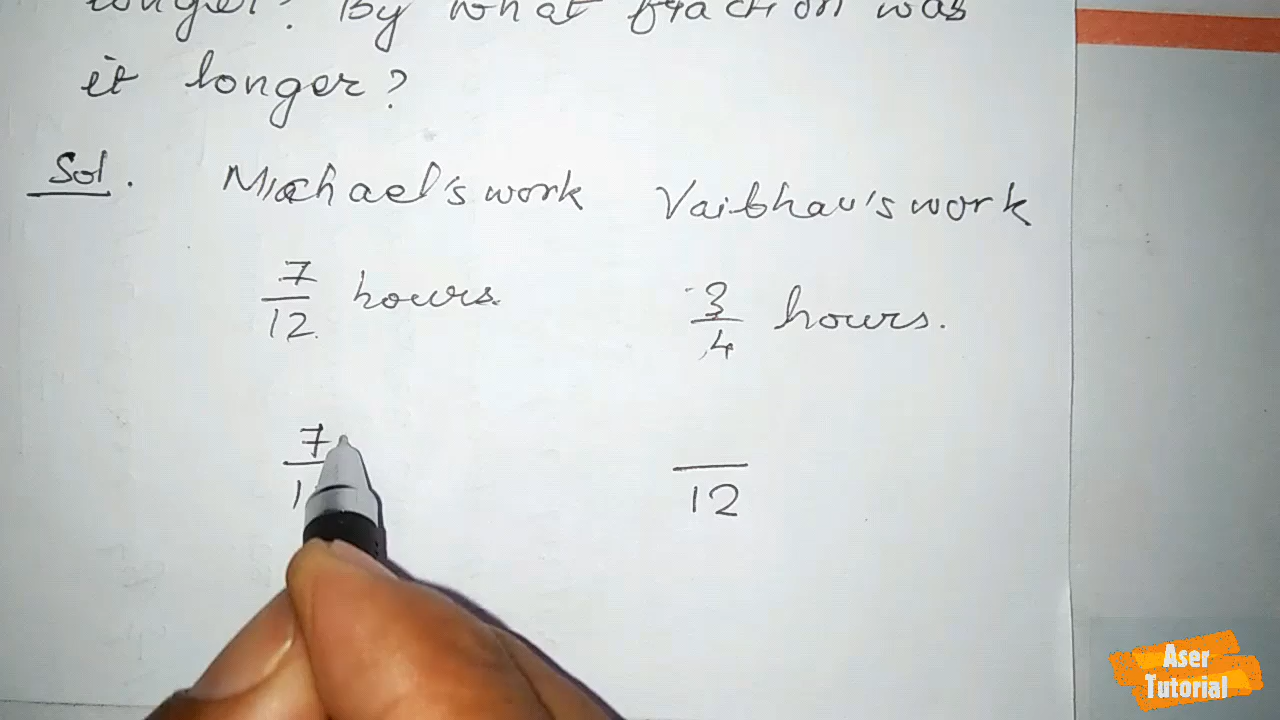 longer? By what fraction was
it longer?
Sol. Michael's work Vaibhav's work
7/12 hours. 3/4 hours.
7/1 /12
Aser
Tutorial